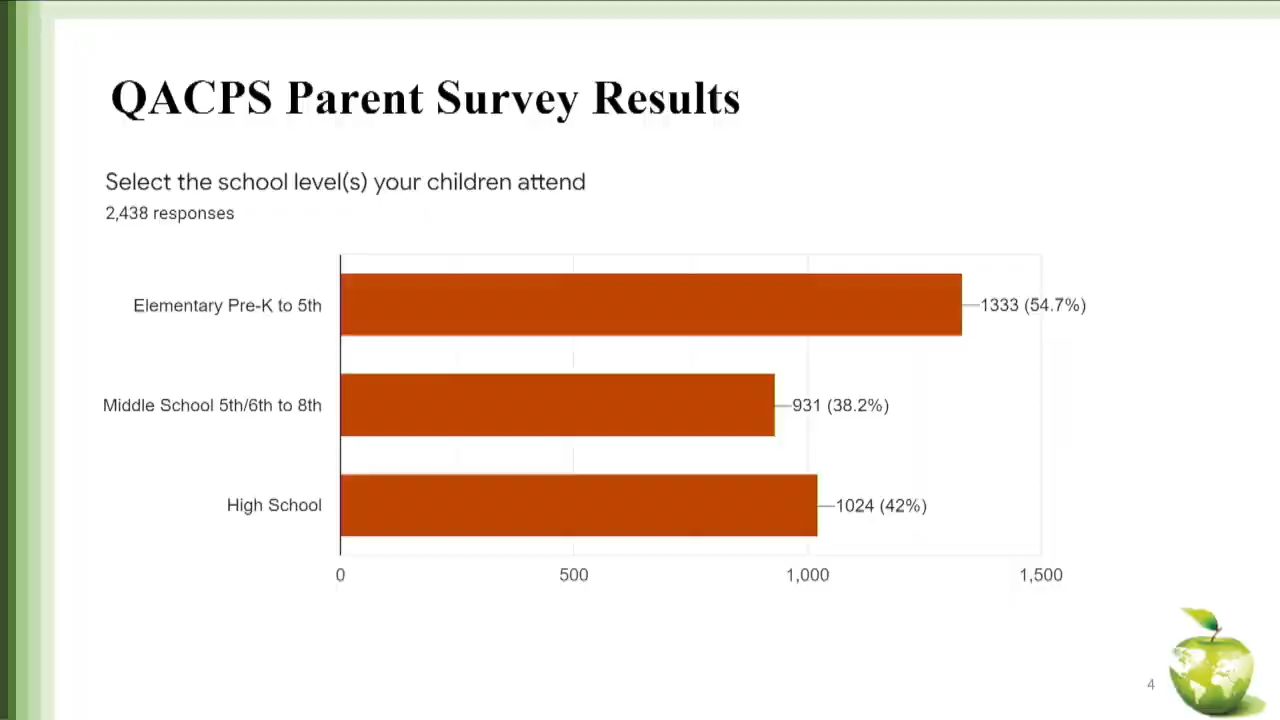 QACPS Parent Survey Results
Select the school level(s) your children attend
2,438 responses
Elementary Pre-K to 5th
1333 (54.7%)
Middle School 5th/6th to 8th
931 (38.2%)
High School
1024 (42%)
0
500
1,000
1,500
4